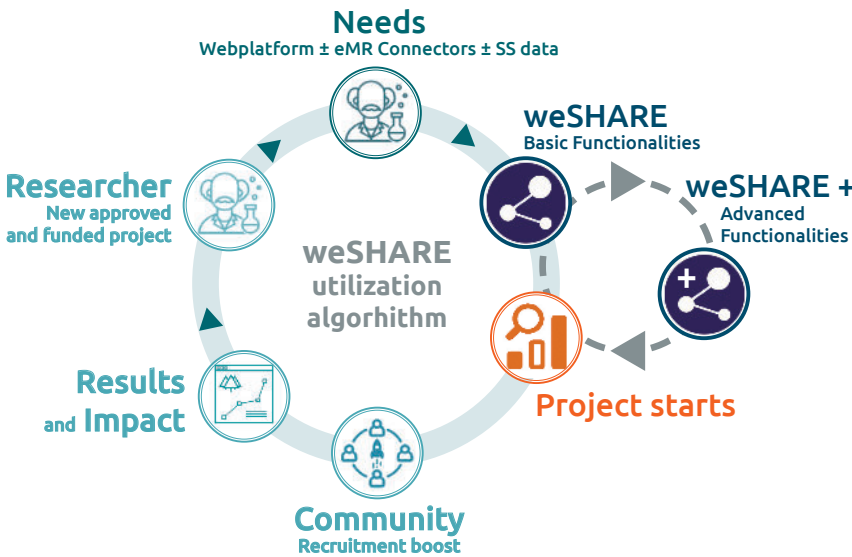 Needs
Webplatform ± eMR Connectors ± SS data
weSHARE
Basic Functionalities
weSHARE +
Advanced
Functionalities
Researcher
New approved
and funded project
weSHARE
utilization
algorhithm
+
Project starts
Results
and Impact
Community
Recruitment boost